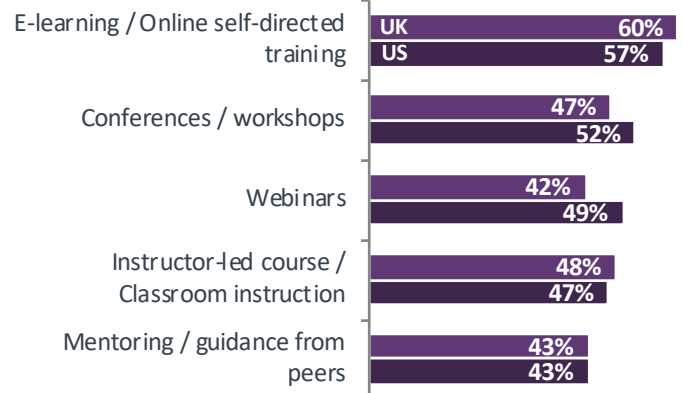 E-learning / Online self-directed
training
UK 60%
US 57%
Conferences / workshops
47%
52%
Webinars
42%
49%
Instructor-led course /
Classroom instruction
48%
47%
Mentoring / guidance from
peers
43%
43%